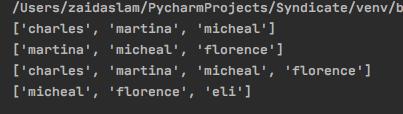 /Users/zaidaslam/PycharmProjects/Syndicate/venv/b
['charles', 'martina', 'micheal']
['martina', 'micheal', 'florence']
['charles', 'martina', 'micheal', 'florence']
['micheal', 'florence', 'eli']